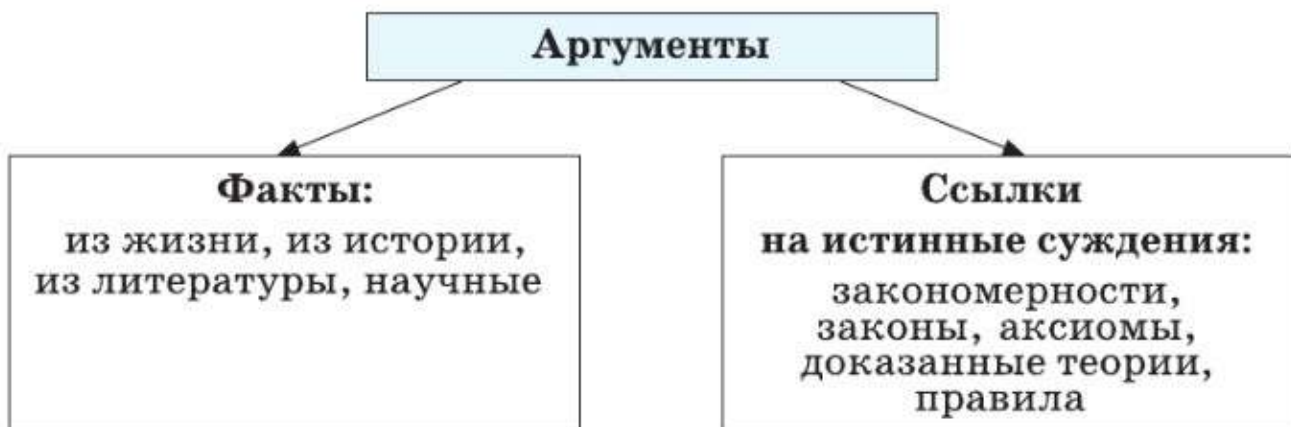 Аргументы
Факты:
из жизни, из истории,
из литературы, научные
Ссылки
на истинные суждения:
закономерности,
законы, аксиомы,
доказанные теории,
правила